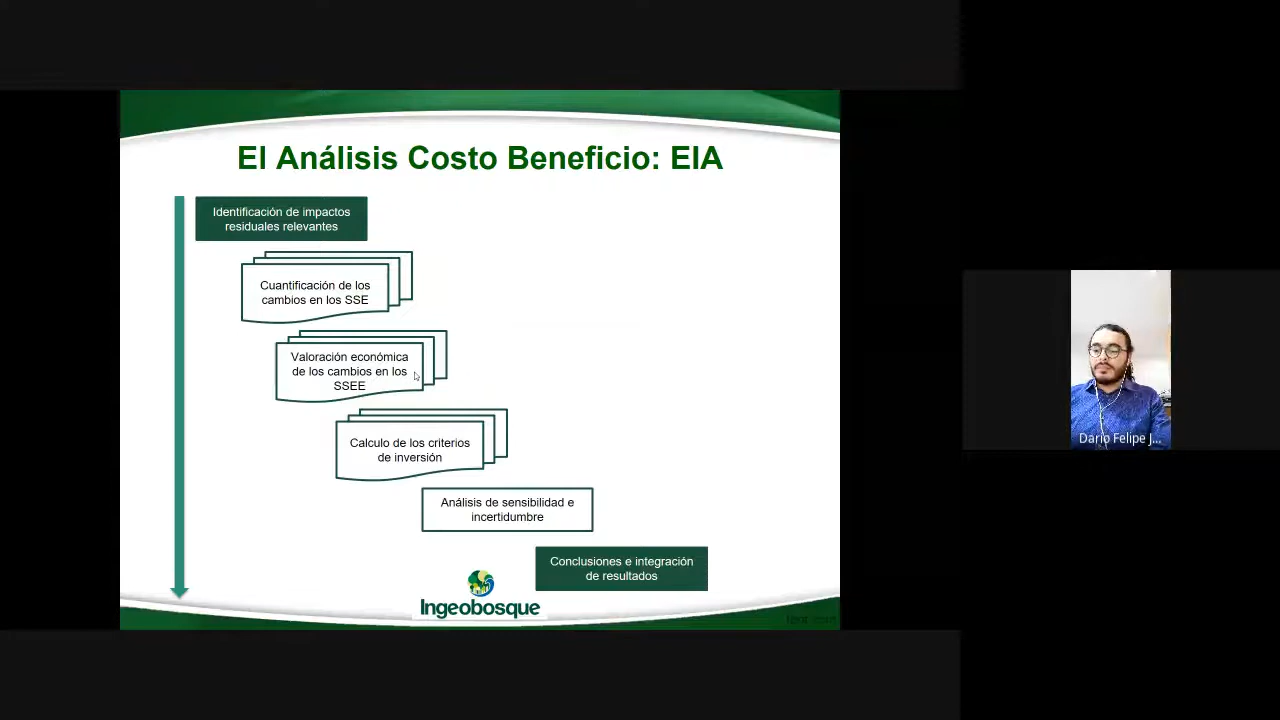 El Análisis Costo Beneficio: EIA
Identificación de impactos
residuales relevantes
Cuantificación de los
cambios en los SSE
Valoración económica
de los cambios en los
SSEE
Calculo de los criterios
de inversión
Análisis de sensibilidad e
incertidumbre
Conclusiones e integración
de resultados
Ingeobosque
Dario Felipe J...